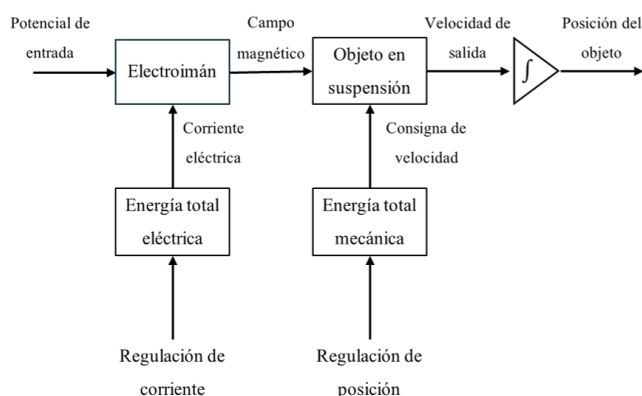 Potencial de
entrada
Electroimán
Campo
magnético
Objeto en
suspensión
Velocidad de
salida
∫
Posición del
objeto
Corriente
eléctrica
Consigna de
velocidad
Energía total
eléctrica
Energía total
mecánica
Regulación de
corriente
Regulación de
posición